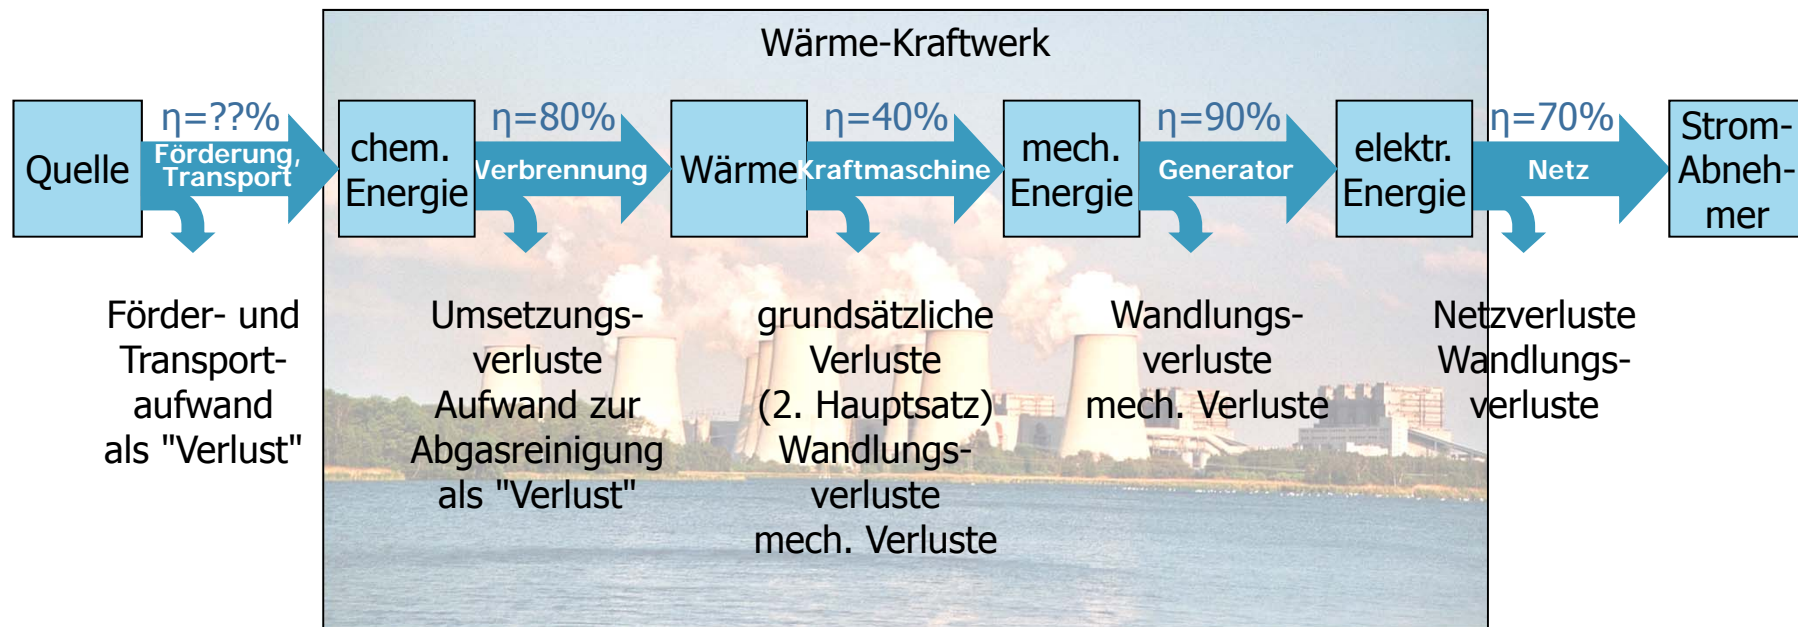 Wärme-Kraftwerk
Quelle
η=??%
Förderung,
Transport
chem.
Energie
η=80%
Verbrennung
Wärme
η=40%
Kraftmaschine
mech.
Energie
η=90%
Generator
elektr.
Energie
η=70%
Netz
Strom-
Abneh-
mer
Förder- und
Transport-
aufwand
als "Verlust"
Umsetzungs-
verluste
Aufwand zur
Abgasreinigung
als "Verlust"
grundsätzliche
Verluste
(2. Hauptsatz)
Wandlungs-
verluste
mech. Verluste
Wandlungs-
verluste
mech. Verluste
Netzverluste
Wandlungs-
verluste